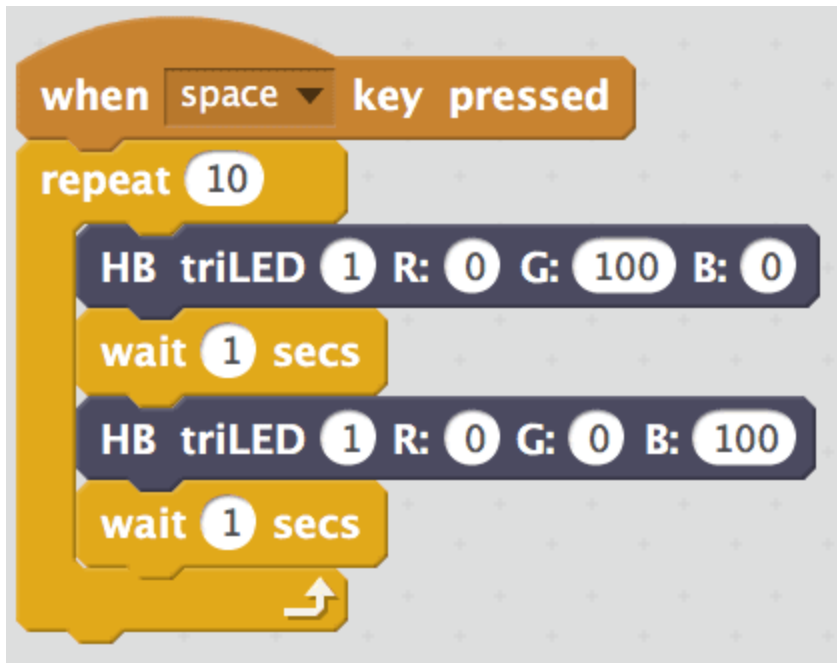 when space key pressed
repeat 10
HB triLED 1 R: 0 G: 100 B: 0
wait 1 secs
HB triLED 1 R: 0 G: 0 B: 100
wait 1 secs